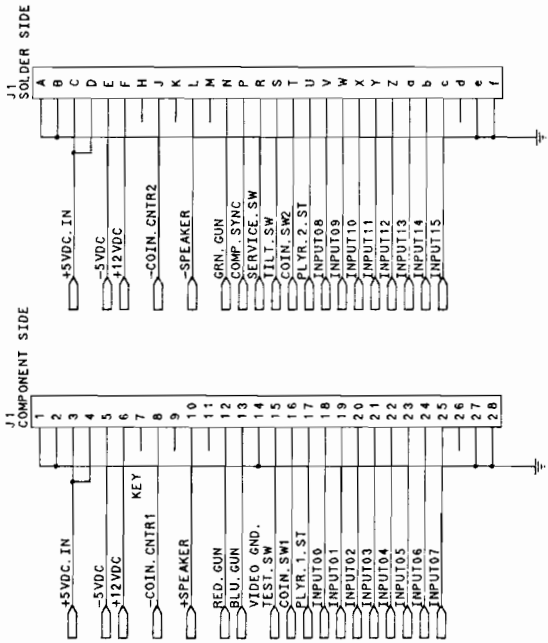 J1
COMPONENT SIDE
1
2
+5VDC.IN 3
4
-5VDC 5
+12VDC 6
KEY 7
-COIN.CNTR1 8
9
+SPEAKER 10
11
RED.GUN 12
BLU.GUN 13
VIDEO GND. 14
TEST.SW 15
COIN.SW1 16
PLYR.1.ST 17
INPUT00 18
INPUT01 19
INPUT02 20
INPUT03 21
INPUT04 22
INPUT05 23
INPUT06 24
INPUT07 25
26
27
28
J1
SOLDER SIDE
A
B
+5VDC.IN C
D
-5VDC E
+12VDC F
H
-COIN.CNTR2 J
K
-SPEAKER L
M
GRN.GUN N
COMP.SYNC P
SERVICE.SW R
TILT.SW S
COIN.SW2 T
PLYR.2.ST U
INPUT08 V
INPUT09 W
INPUT10 X
INPUT11 Y
INPUT12 Z
INPUT13 a
INPUT14 b
INPUT15 c
d
e
f